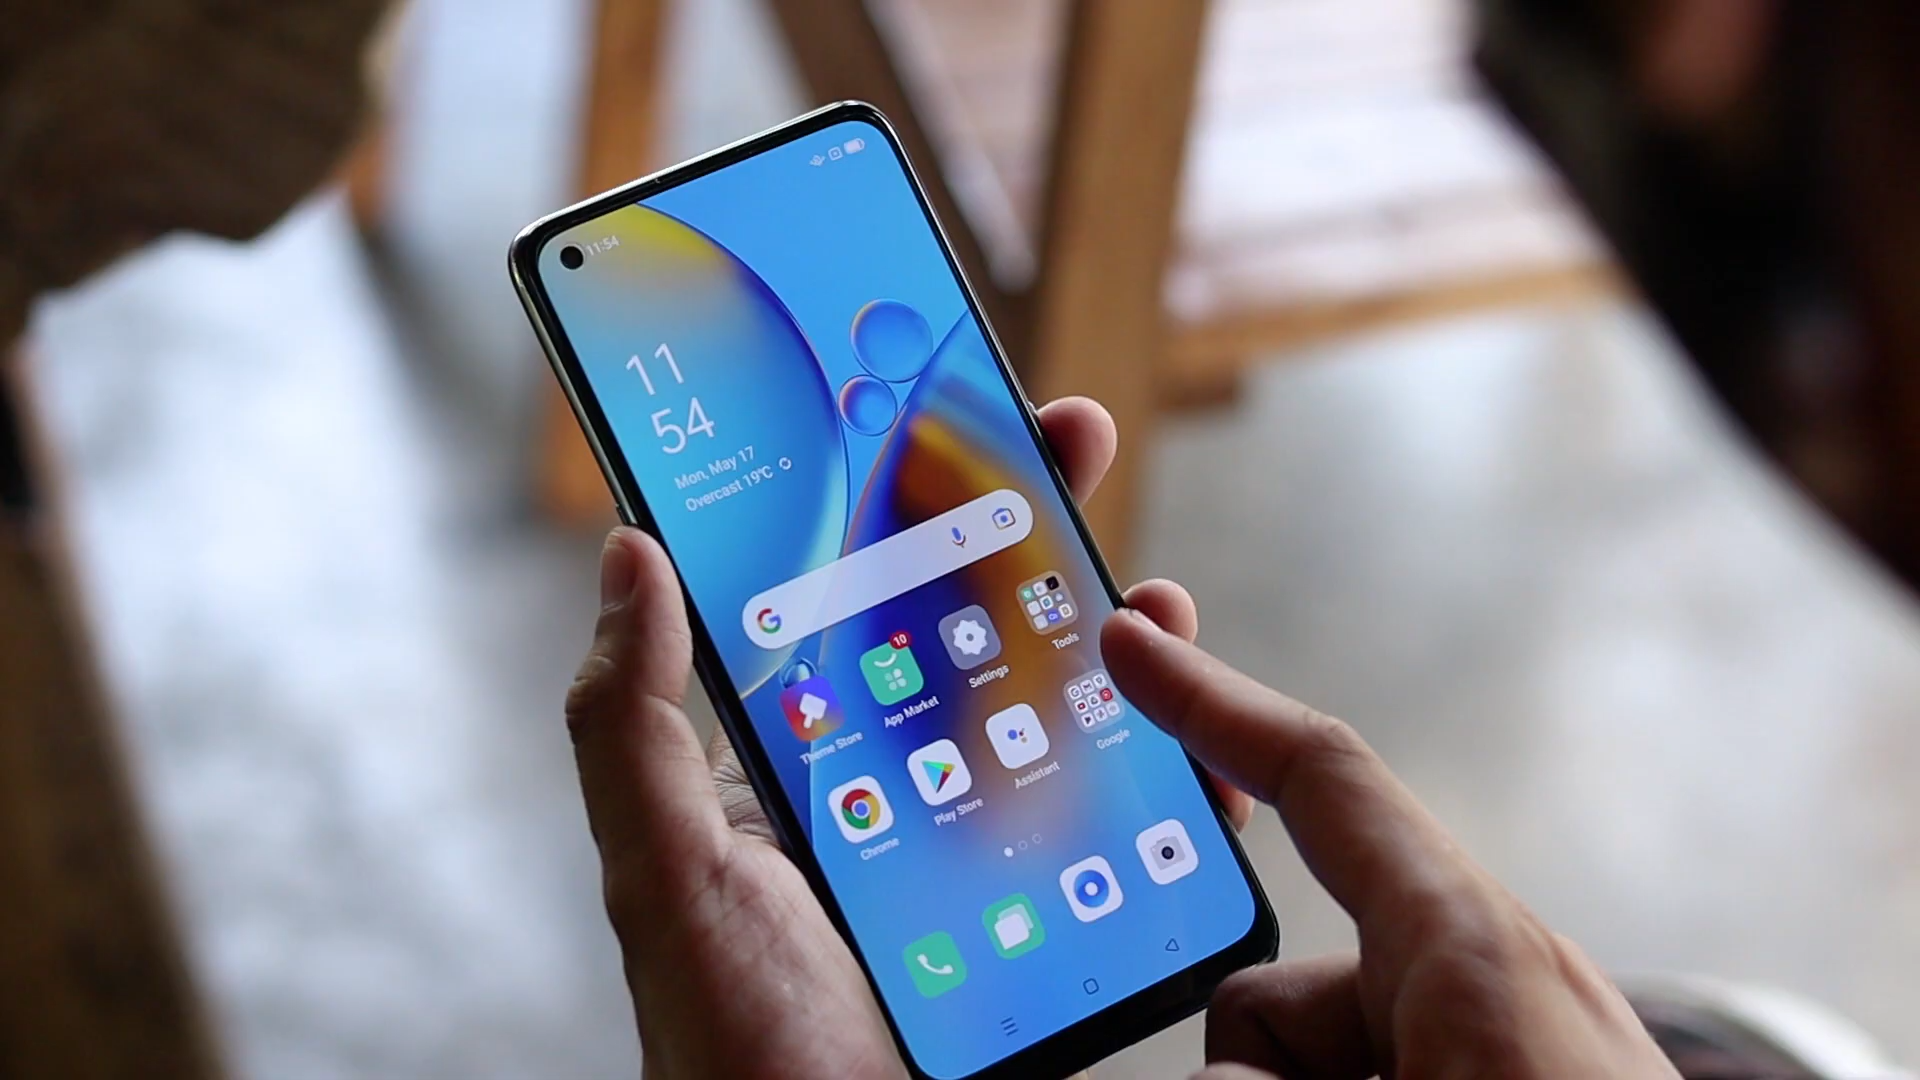 11:54
11
54
Mon, May 17
Overcast 19°C
10
Theme Store
App Market
Settings
Tools
Chrome
Play Store
Assistant
Google